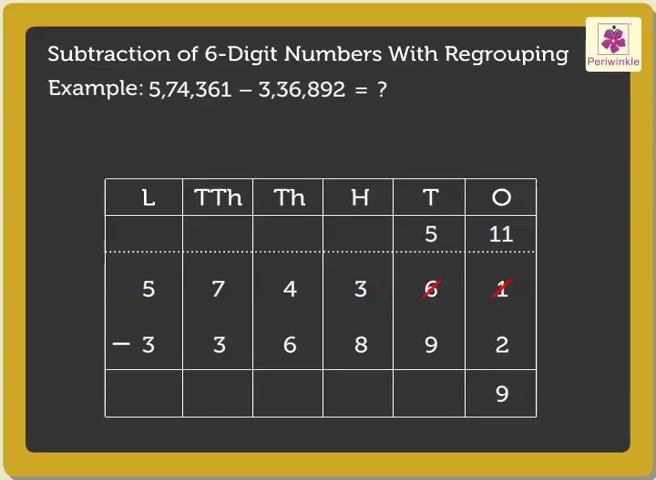 Subtraction of 6-Digit Numbers With Regrouping
Periwinkle
Example: 5,74,361 – 3,36,892 = ?
L TTh Th H T O
5 11
5 7 4 3 6 1
– 3 3 6 8 9 2
9